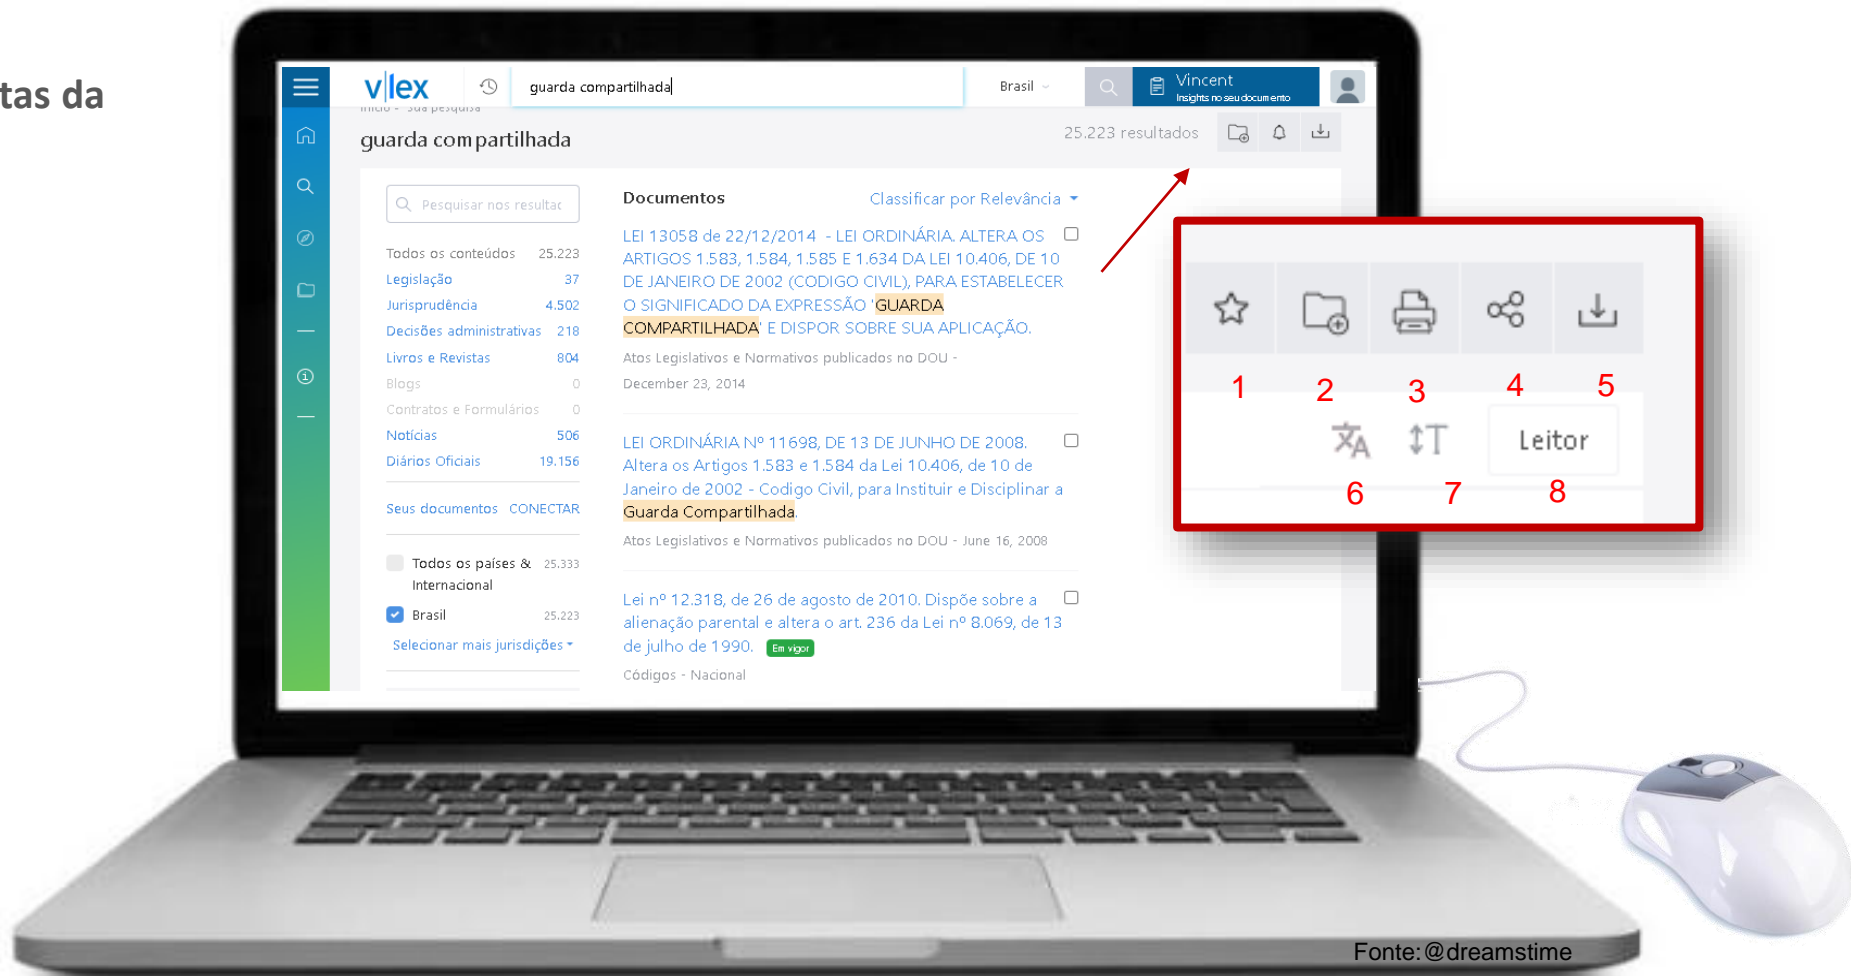 tas da
v|lex
guarda compartilhada
Brasil
Vincent
Insights no seu documento
Início - Sua pesquisa
guarda compartilhada
25.223 resultados
Pesquisar nos resultac
Todos os conteúdos 25.223
Legislação 37
Jurisprudência 4.502
Decisões administrativas 218
Livros e Revistas 804
Blogs 0
Contratos e Formulários 0
Notícias 506
Diários Oficiais 19.156
Seus documentos CONECTAR
Todos os países & 25.333
Internacional
Brasil 25.223
Selecionar mais jurisdições
Documentos
Classificar por Relevância
LEI 13058 de 22/12/2014 - LEI ORDINÁRIA. ALTERA OS
ARTIGOS 1.583, 1.584, 1.585 E 1.634 DA LEI 10.406, DE 10
DE JANEIRO DE 2002 (CODIGO CIVIL), PARA ESTABELECER
O SIGNIFICADO DA EXPRESSÃO 'GUARDA
COMPARTILHADA' E DISPOR SOBRE SUA APLICAÇÃO.
Atos Legislativos e Normativos publicados no DOU -
December 23, 2014
LEI ORDINÁRIA Nº 11698, DE 13 DE JUNHO DE 2008.
Altera os Artigos 1.583 e 1.584 da Lei 10.406, de 10 de
Janeiro de 2002 - Codigo Civil, para Instituir e Disciplinar a
Guarda Compartilhada.
Atos Legislativos e Normativos publicados no DOU - June 16, 2008
Lei nº 12.318, de 26 de agosto de 2010. Dispõe sobre a
alienação parental e altera o art. 236 da Lei nº 8.069, de 13
de julho de 1990. Em vigor
Códigos - Nacional
1 2 3 4 5
Leitor
6 7 8
Fonte:@dreamstime